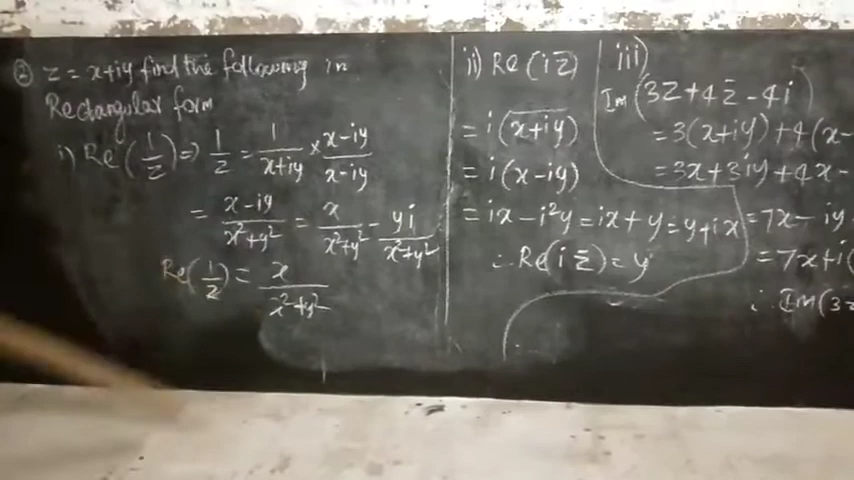 ② z = x+iy find the following in
Rectangular form
i) Re(1/z) ⇒ 1/z = 1/(x+iy) × (x-iy)/(x-iy)
= (x-iy)/(x²+y²) = x/(x²+y²) - yi/(x²+y²)
Re(1/z) = x/(x²+y²)
ii) Re(iz̅)
= i(x+iy)̅
= i(x-iy)
= ix - i²y = ix + y = y+ix
∴ Re(iz̅) = y
iii)
Im(3z+4z̅-4i)
= 3(x+iy)+4(x-
= 3x+3iy+4x-
= 7x-iy
= 7x+i(
∴ Im(3z